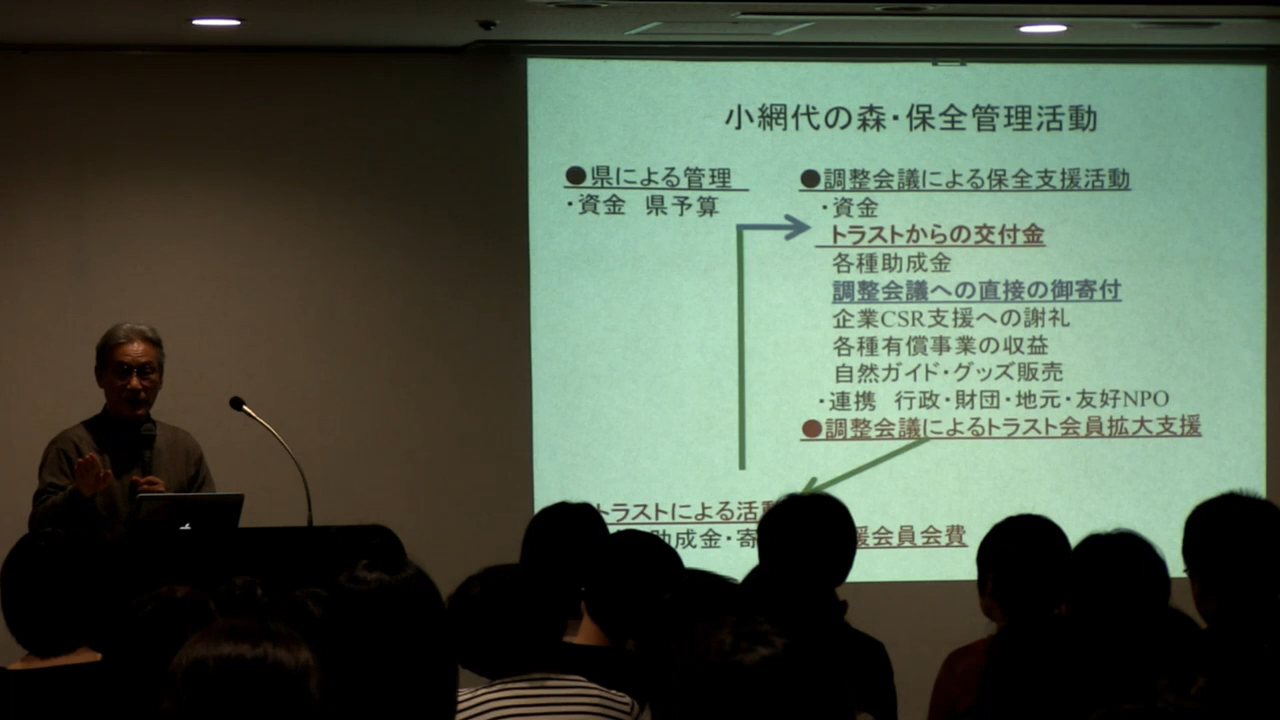 小網代の森・保全管理活動
●県による管理
・資金 県予算
●調整会議による保全支援活動
・資金
トラストからの交付金
各種助成金
調整会議への直接の御寄付
企業CSR支援への謝礼
各種有償事業の収益
自然ガイド・グッズ販売
・連携 行政・財団・地元・友好NPO
●調整会議によるトラスト会員拡大支援
トラストによる活
助成金・寄
援会員会費